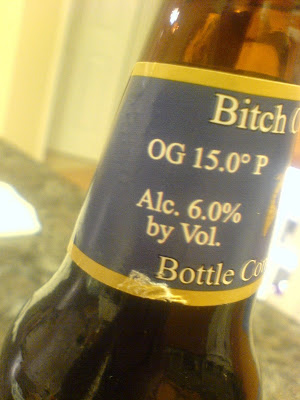 Bitch
OG 15.0° P
Alc. 6.0%
by Vol.
Bottle